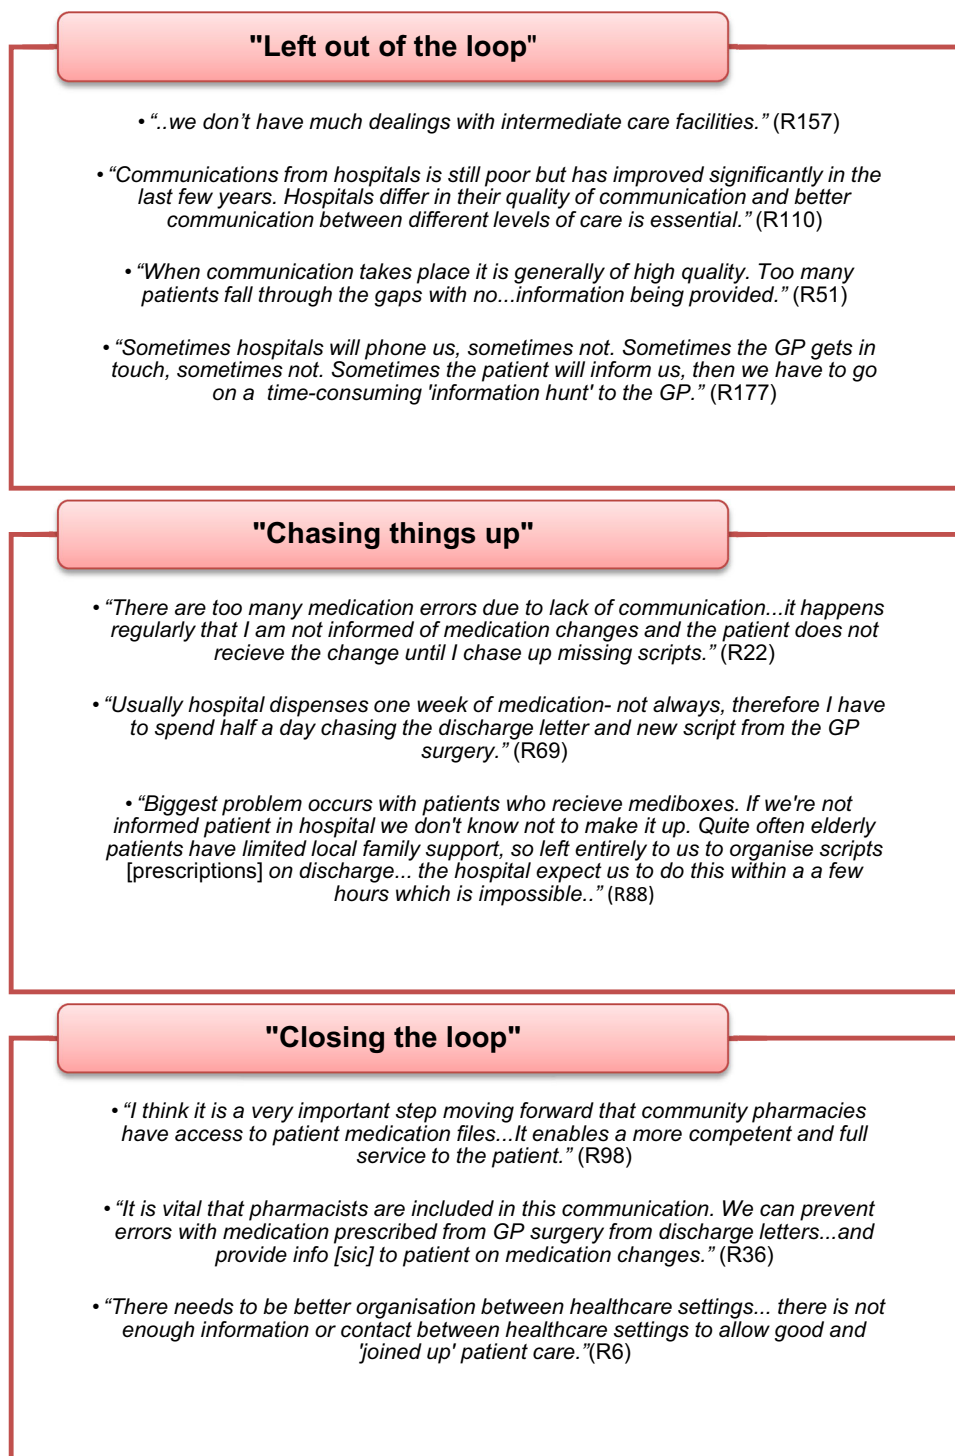 "Left out of the loop"
• “..we don’t have much dealings with intermediate care facilities.” (R157)
• “Communications from hospitals is still poor but has improved significantly in the
last few years. Hospitals differ in their quality of communication and better
communication between different levels of care is essential.” (R110)
• “When communication takes place it is generally of high quality. Too many
patients fall through the gaps with no...information being provided.” (R51)
• “Sometimes hospitals will phone us, sometimes not. Sometimes the GP gets in
touch, sometimes not. Sometimes the patient will inform us, then we have to go
on a time-consuming 'information hunt' to the GP.” (R177)
"Chasing things up"
• “There are too many medication errors due to lack of communication...it happens
regularly that I am not informed of medication changes and the patient does not
recieve the change until I chase up missing scripts.” (R22)
• “Usually hospital dispenses one week of medication- not always, therefore I have
to spend half a day chasing the discharge letter and new script from the GP
surgery.” (R69)
• “Biggest problem occurs with patients who recieve mediboxes. If we're not
informed patient in hospital we don't know not to make it up. Quite often elderly
patients have limited local family support, so left entirely to us to organise scripts
[prescriptions] on discharge... the hospital expect us to do this within a a few
hours which is impossible..” (R88)
"Closing the loop"
• “I think it is a very important step moving forward that community pharmacies
have access to patient medication files...It enables a more competent and full
service to the patient.” (R98)
• “It is vital that pharmacists are included in this communication. We can prevent
errors with medication prescribed from GP surgery from discharge letters...and
provide info [sic] to patient on medication changes.” (R36)
• “There needs to be better organisation between healthcare settings... there is not
enough information or contact between healthcare settings to allow good and
'joined up' patient care.”(R6)